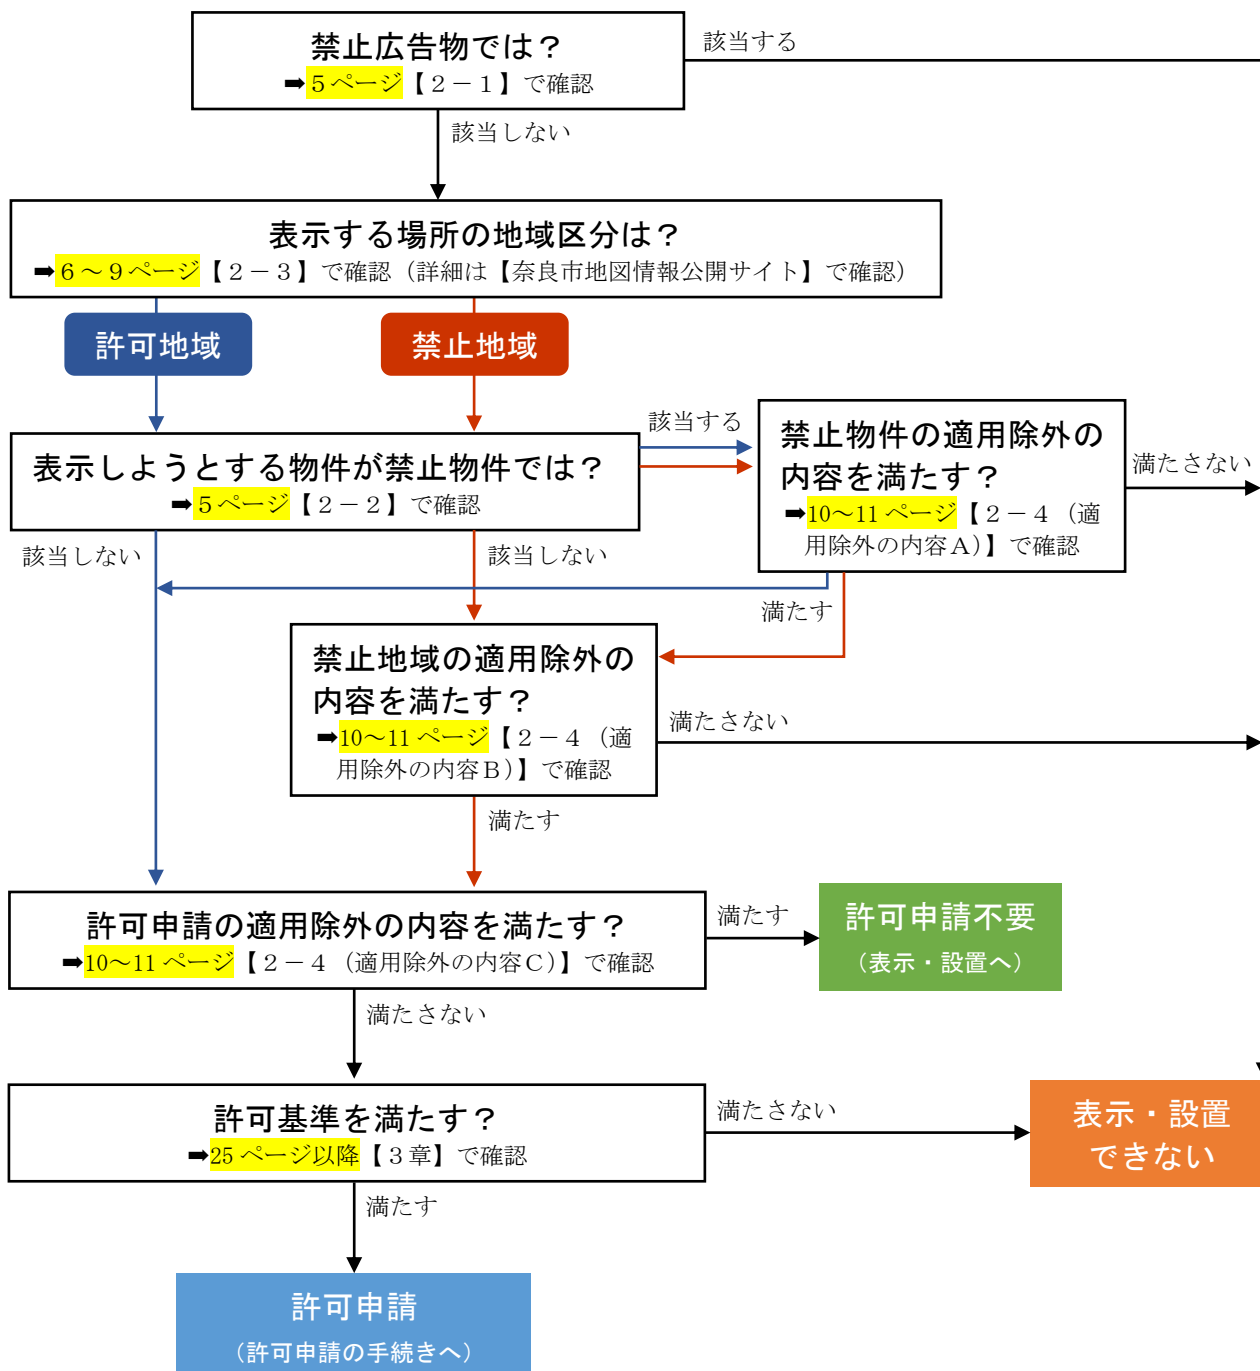 禁止広告物では？
➡５ページ【２－１】で確認
該当する
該当しない
表示する場所の地域区分は？
➡６～９ページ【２－３】で確認（詳細は【奈良市地図情報公開サイト】で確認）
許可地域
禁止地域
表示しようとする物件が禁止物件では？
➡５ページ【２－２】で確認
該当する
禁止物件の適用除外の
内容を満たす？
➡10～11 ページ【２－４（適
用除外の内容Ａ）】で確認
満たさない
該当しない
該当しない
満たす
禁止地域の適用除外の
内容を満たす？
➡10～11 ページ【２－４（適
用除外の内容Ｂ）】で確認
満たさない
満たす
許可申請の適用除外の内容を満たす？
➡10～11 ページ【２－４（適用除外の内容Ｃ）】で確認
満たす
許可申請不要
（表示・設置へ）
満たさない
許可基準を満たす？
➡25 ページ以降【３章】で確認
満たさない
表示・設置
できない
満たす
許可申請
（許可申請の手続きへ）